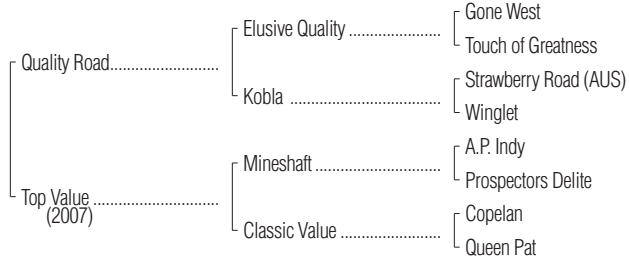 Gone West
Elusive Quality ....................
Touch of Greatness
Quality Road........................
Strawberry Road (AUS)
Kobla .................................
Winglet
A.P. Indy
Mineshaft ...........................
Prospectors Delite
Top Value ...........................
(2007)
Copelan
Classic Value ......................
Queen Pat